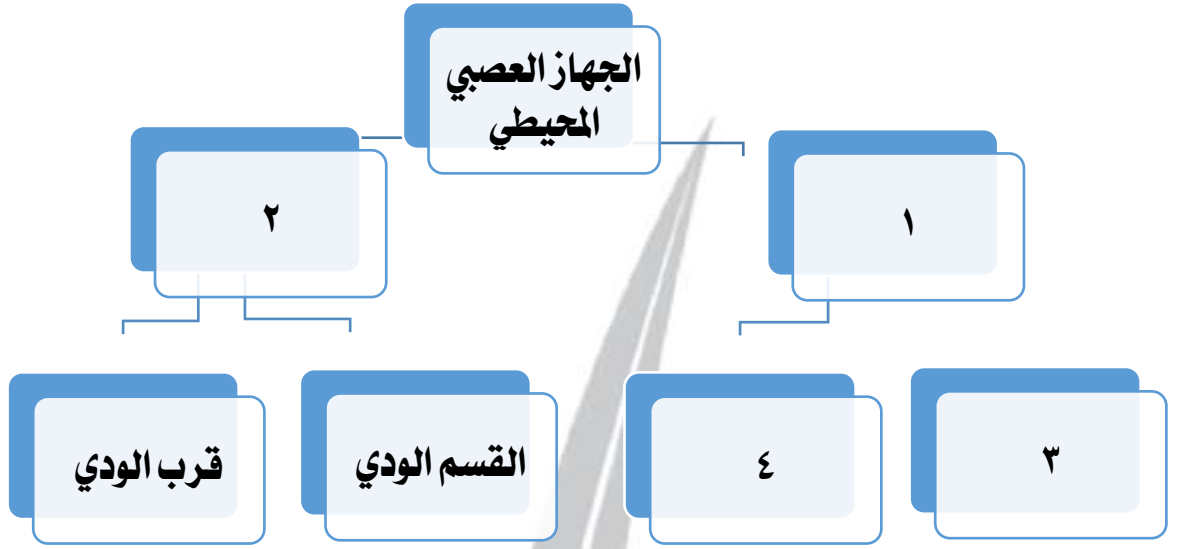 الجهاز العصبي
المحيطي
١
٢
٣
٤
القسم الودي
قرب الودي